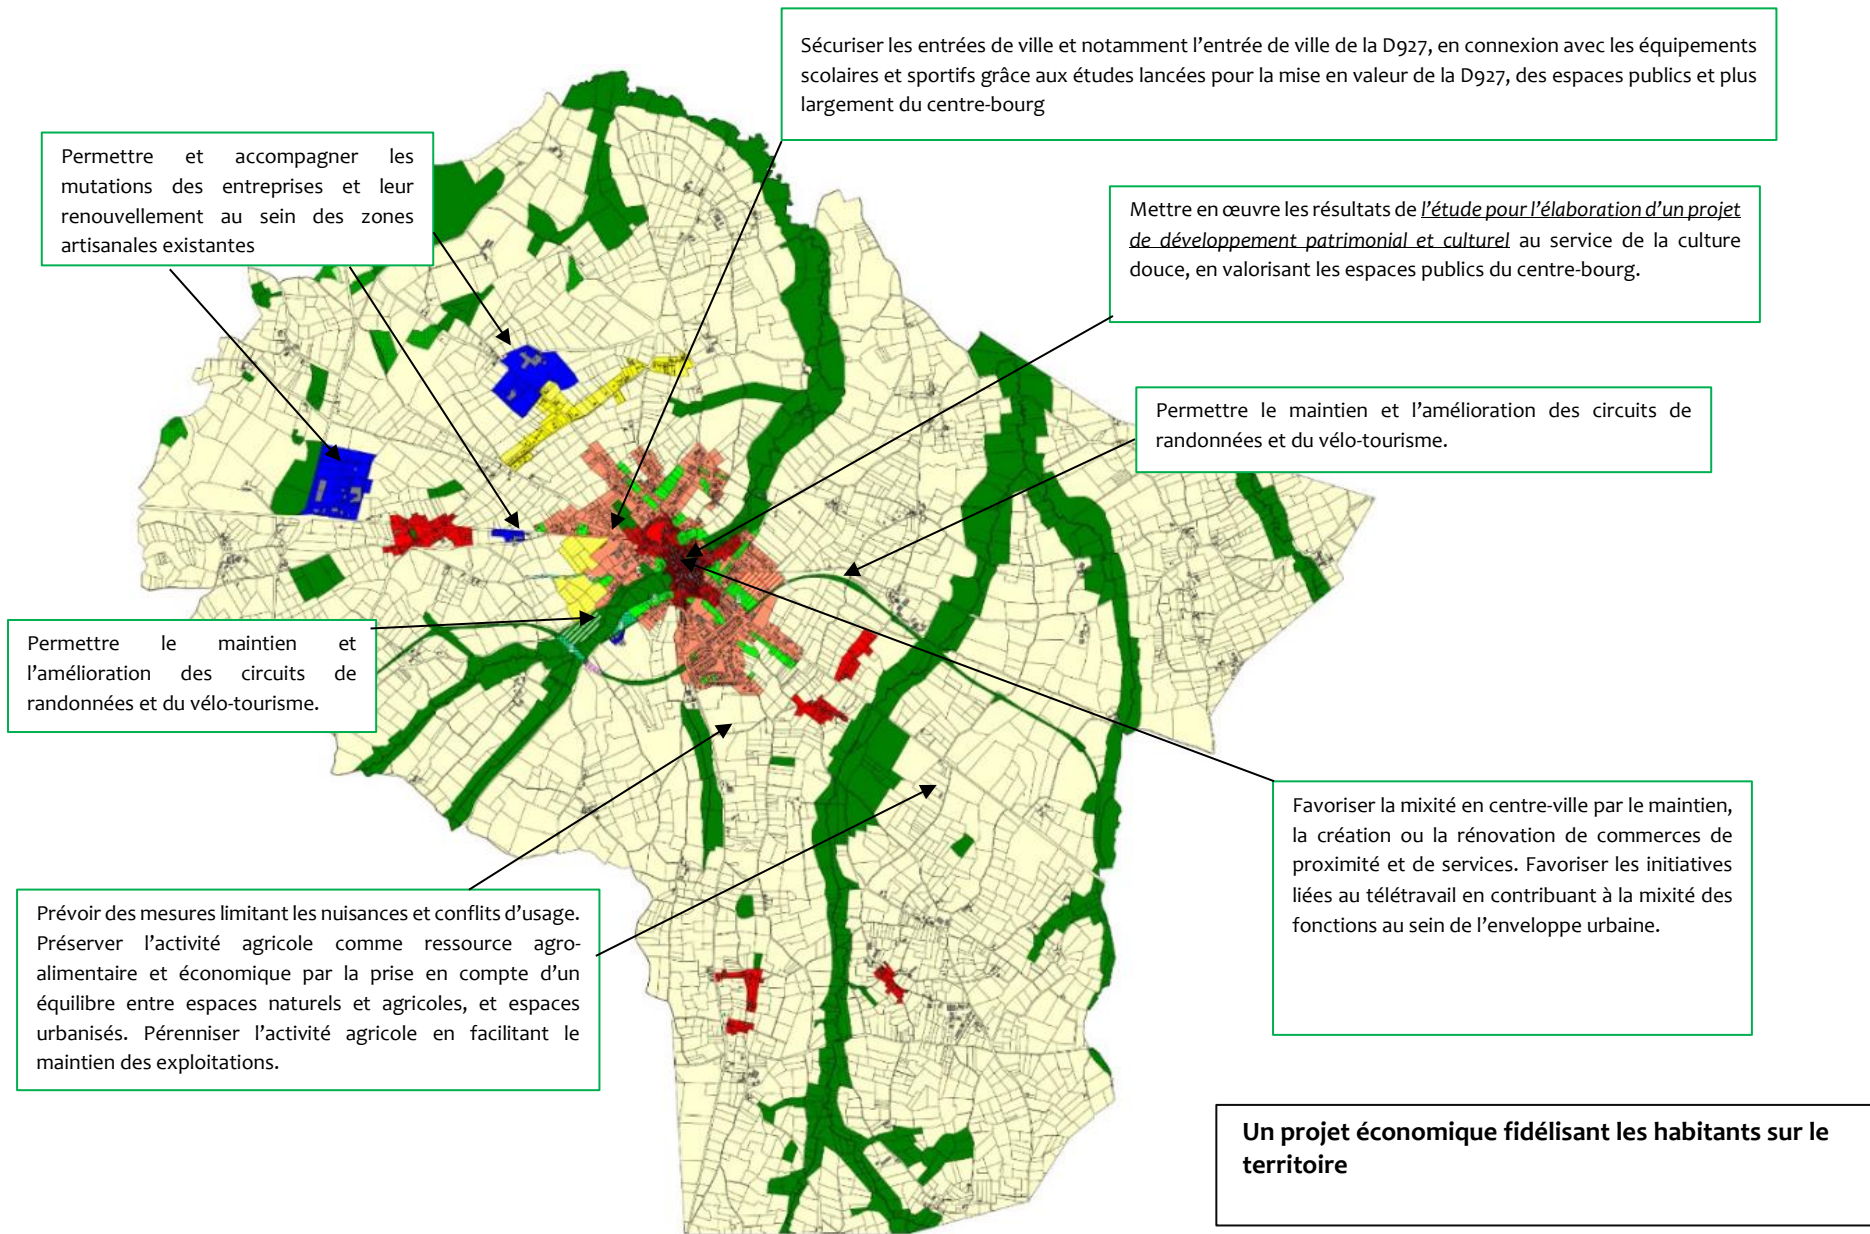 Sécuriser les entrées de ville et notamment l’entrée de ville de la D927, en connexion avec les équipements
scolaires et sportifs grâce aux études lancées pour la mise en valeur de la D927, des espaces publics et plus
largement du centre-bourg
Permettre et accompagner les
mutations des entreprises et leur
renouvellement au sein des zones
artisanales existantes
Mettre en œuvre les résultats de l’étude pour l’élaboration d’un projet
de développement patrimonial et culturel au service de la culture
douce, en valorisant les espaces publics du centre-bourg.
Permettre le maintien et l’amélioration des circuits de
randonnées et du vélo-tourisme.
Permettre le maintien et
l’amélioration des circuits de
randonnées et du vélo-tourisme.
Favoriser la mixité en centre-ville par le maintien,
la création ou la rénovation de commerces de
proximité et de services. Favoriser les initiatives
liées au télétravail en contribuant à la mixité des
fonctions au sein de l’enveloppe urbaine.
Prévoir des mesures limitant les nuisances et conflits d’usage.
Préserver l’activité agricole comme ressource agro-
alimentaire et économique par la prise en compte d’un
équilibre entre espaces naturels et agricoles, et espaces
urbanisés. Pérenniser l’activité agricole en facilitant le
maintien des exploitations.
Un projet économique fidélisant les habitants sur le
territoire